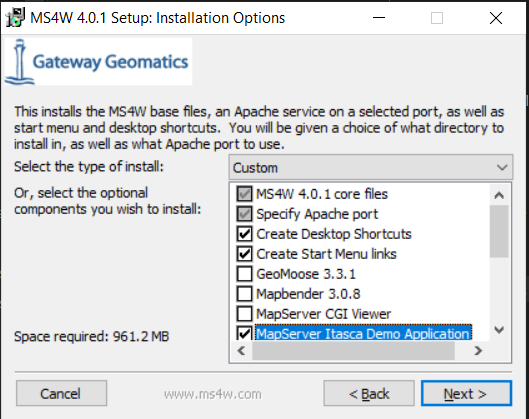 MS4W 4.0.1 Setup: Installation Options
Gateway Geomatics
This installs the MS4W base files, an Apache service on a selected port, as well as
start menu and desktop shortcuts. You will be given a choice of what directory to
install in, as well as what Apache port to use.
Select the type of install:
Custom
Or, select the optional
components you wish to install:
MS4W 4.0.1 core files
Specify Apache port
Create Desktop Shortcuts
Create Start Menu links
GeoMoose 3.3.1
Mapbender 3.0.8
MapServer CGI Viewer
MapServer Itasca Demo Application
Space required: 961.2 MB
Cancel
www.ms4w.com
< Back
Next >